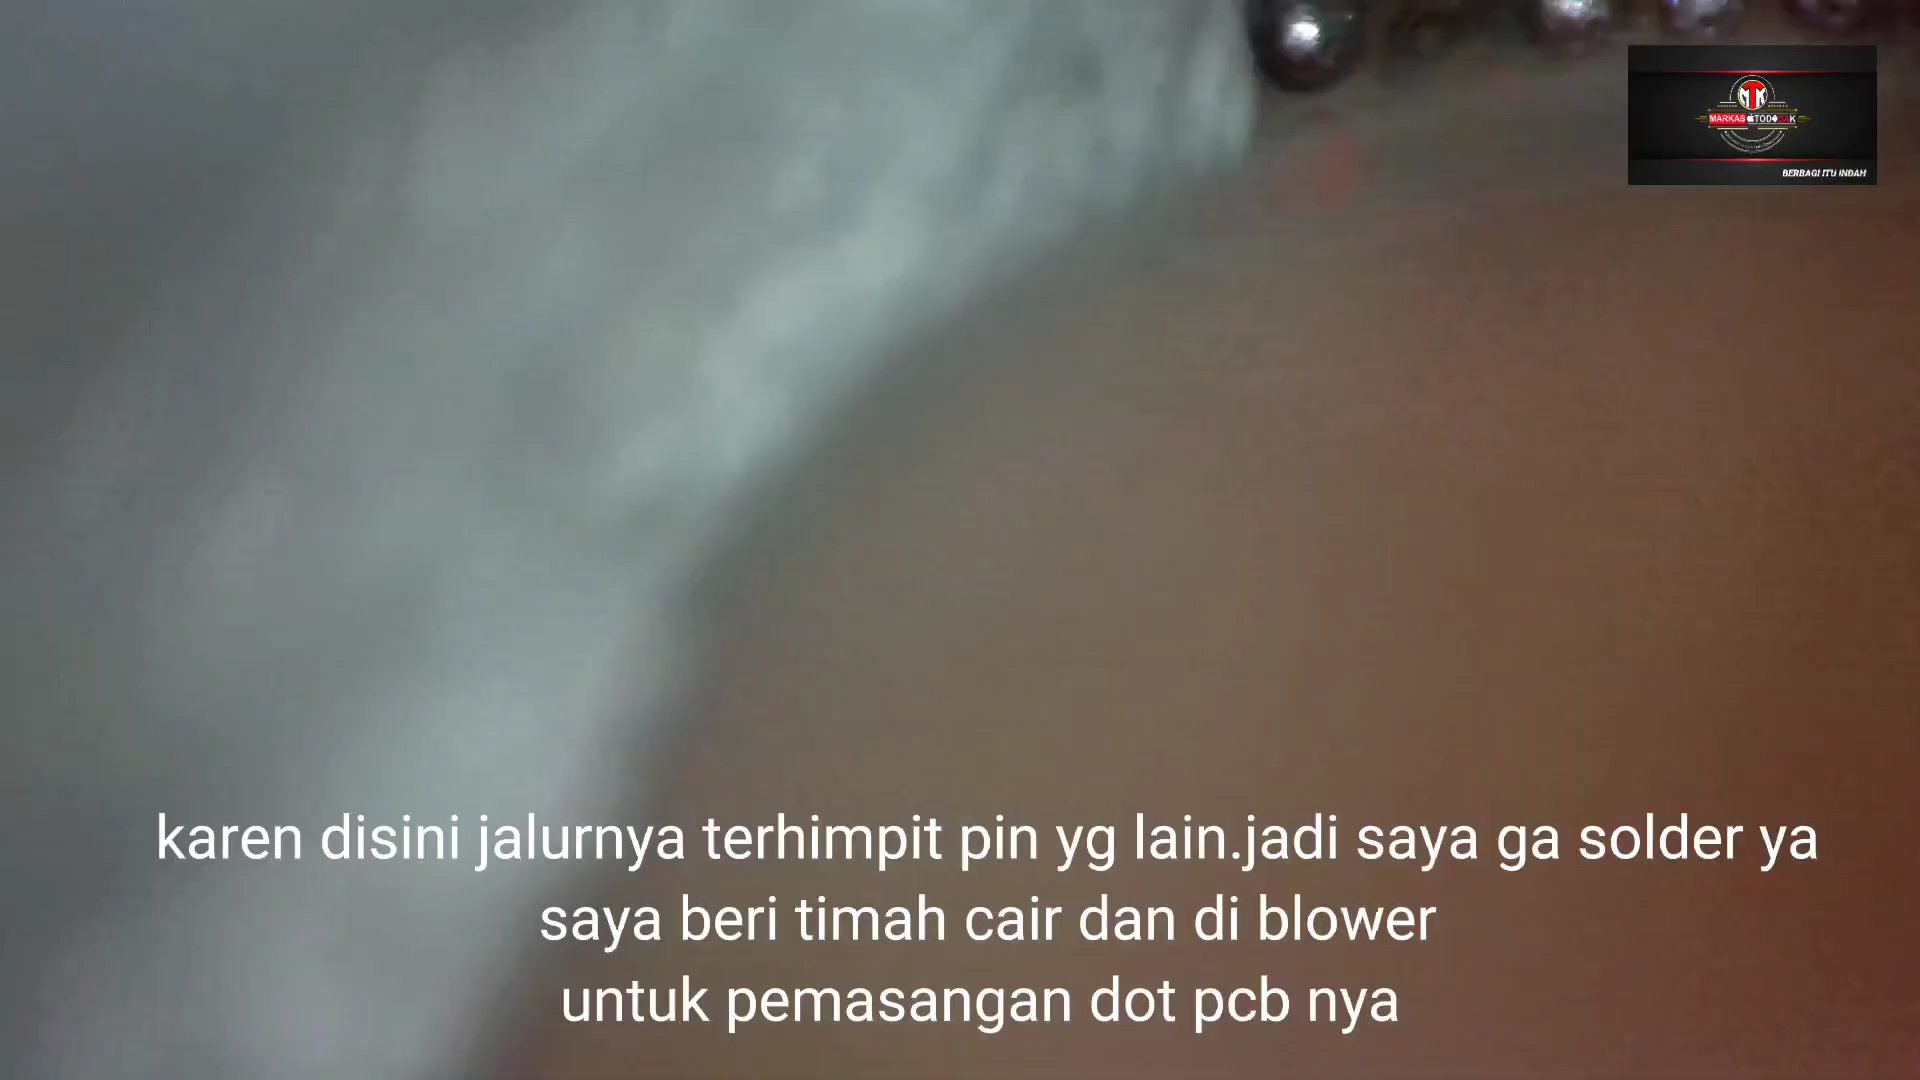 MARKAS TODDAK
BERBAGI ITU INDAH
karen disini jalurnya terhimpit pin yg lain.jadi saya ga solder ya
saya beri timah cair dan di blower
untuk pemasangan dot pcb nya